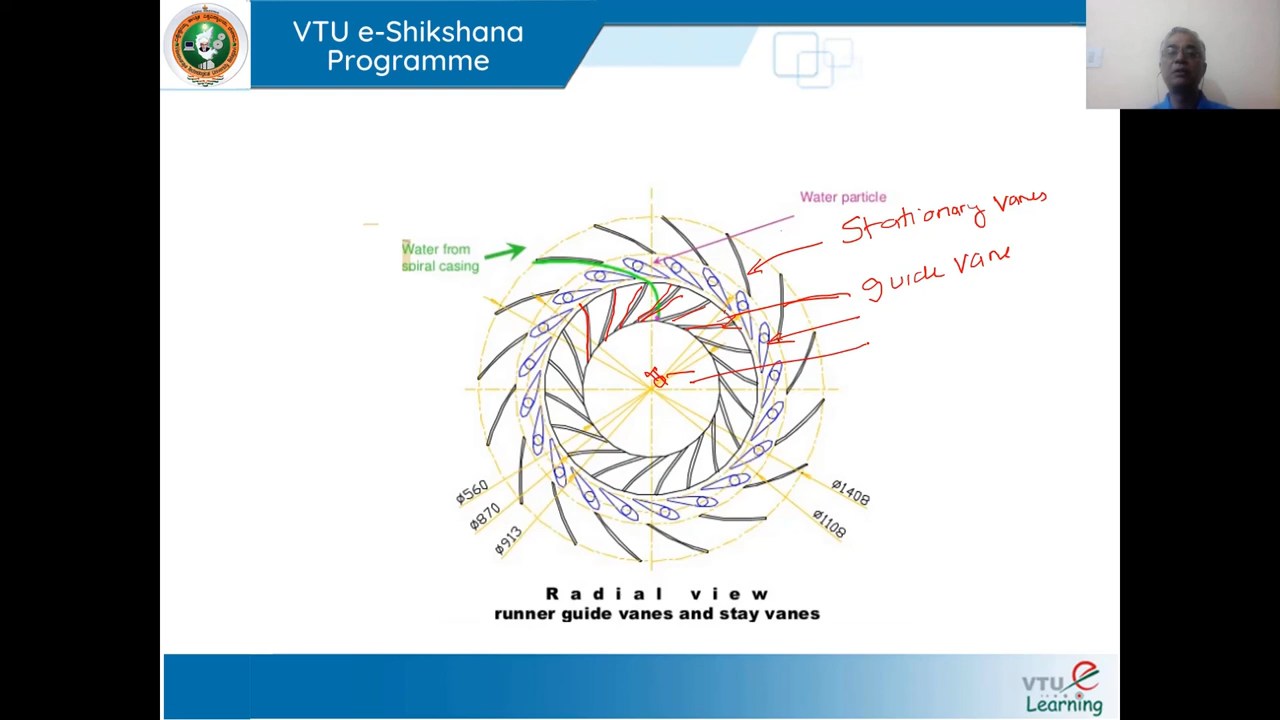 VTU e-Shikshana
Programme
Water particle
Stationary vanes
Water from
spiral casing
guide vane
ø560
ø870
ø913
ø1408
ø1108
Radial view
runner guide vanes and stay vanes
VTU e
Learning